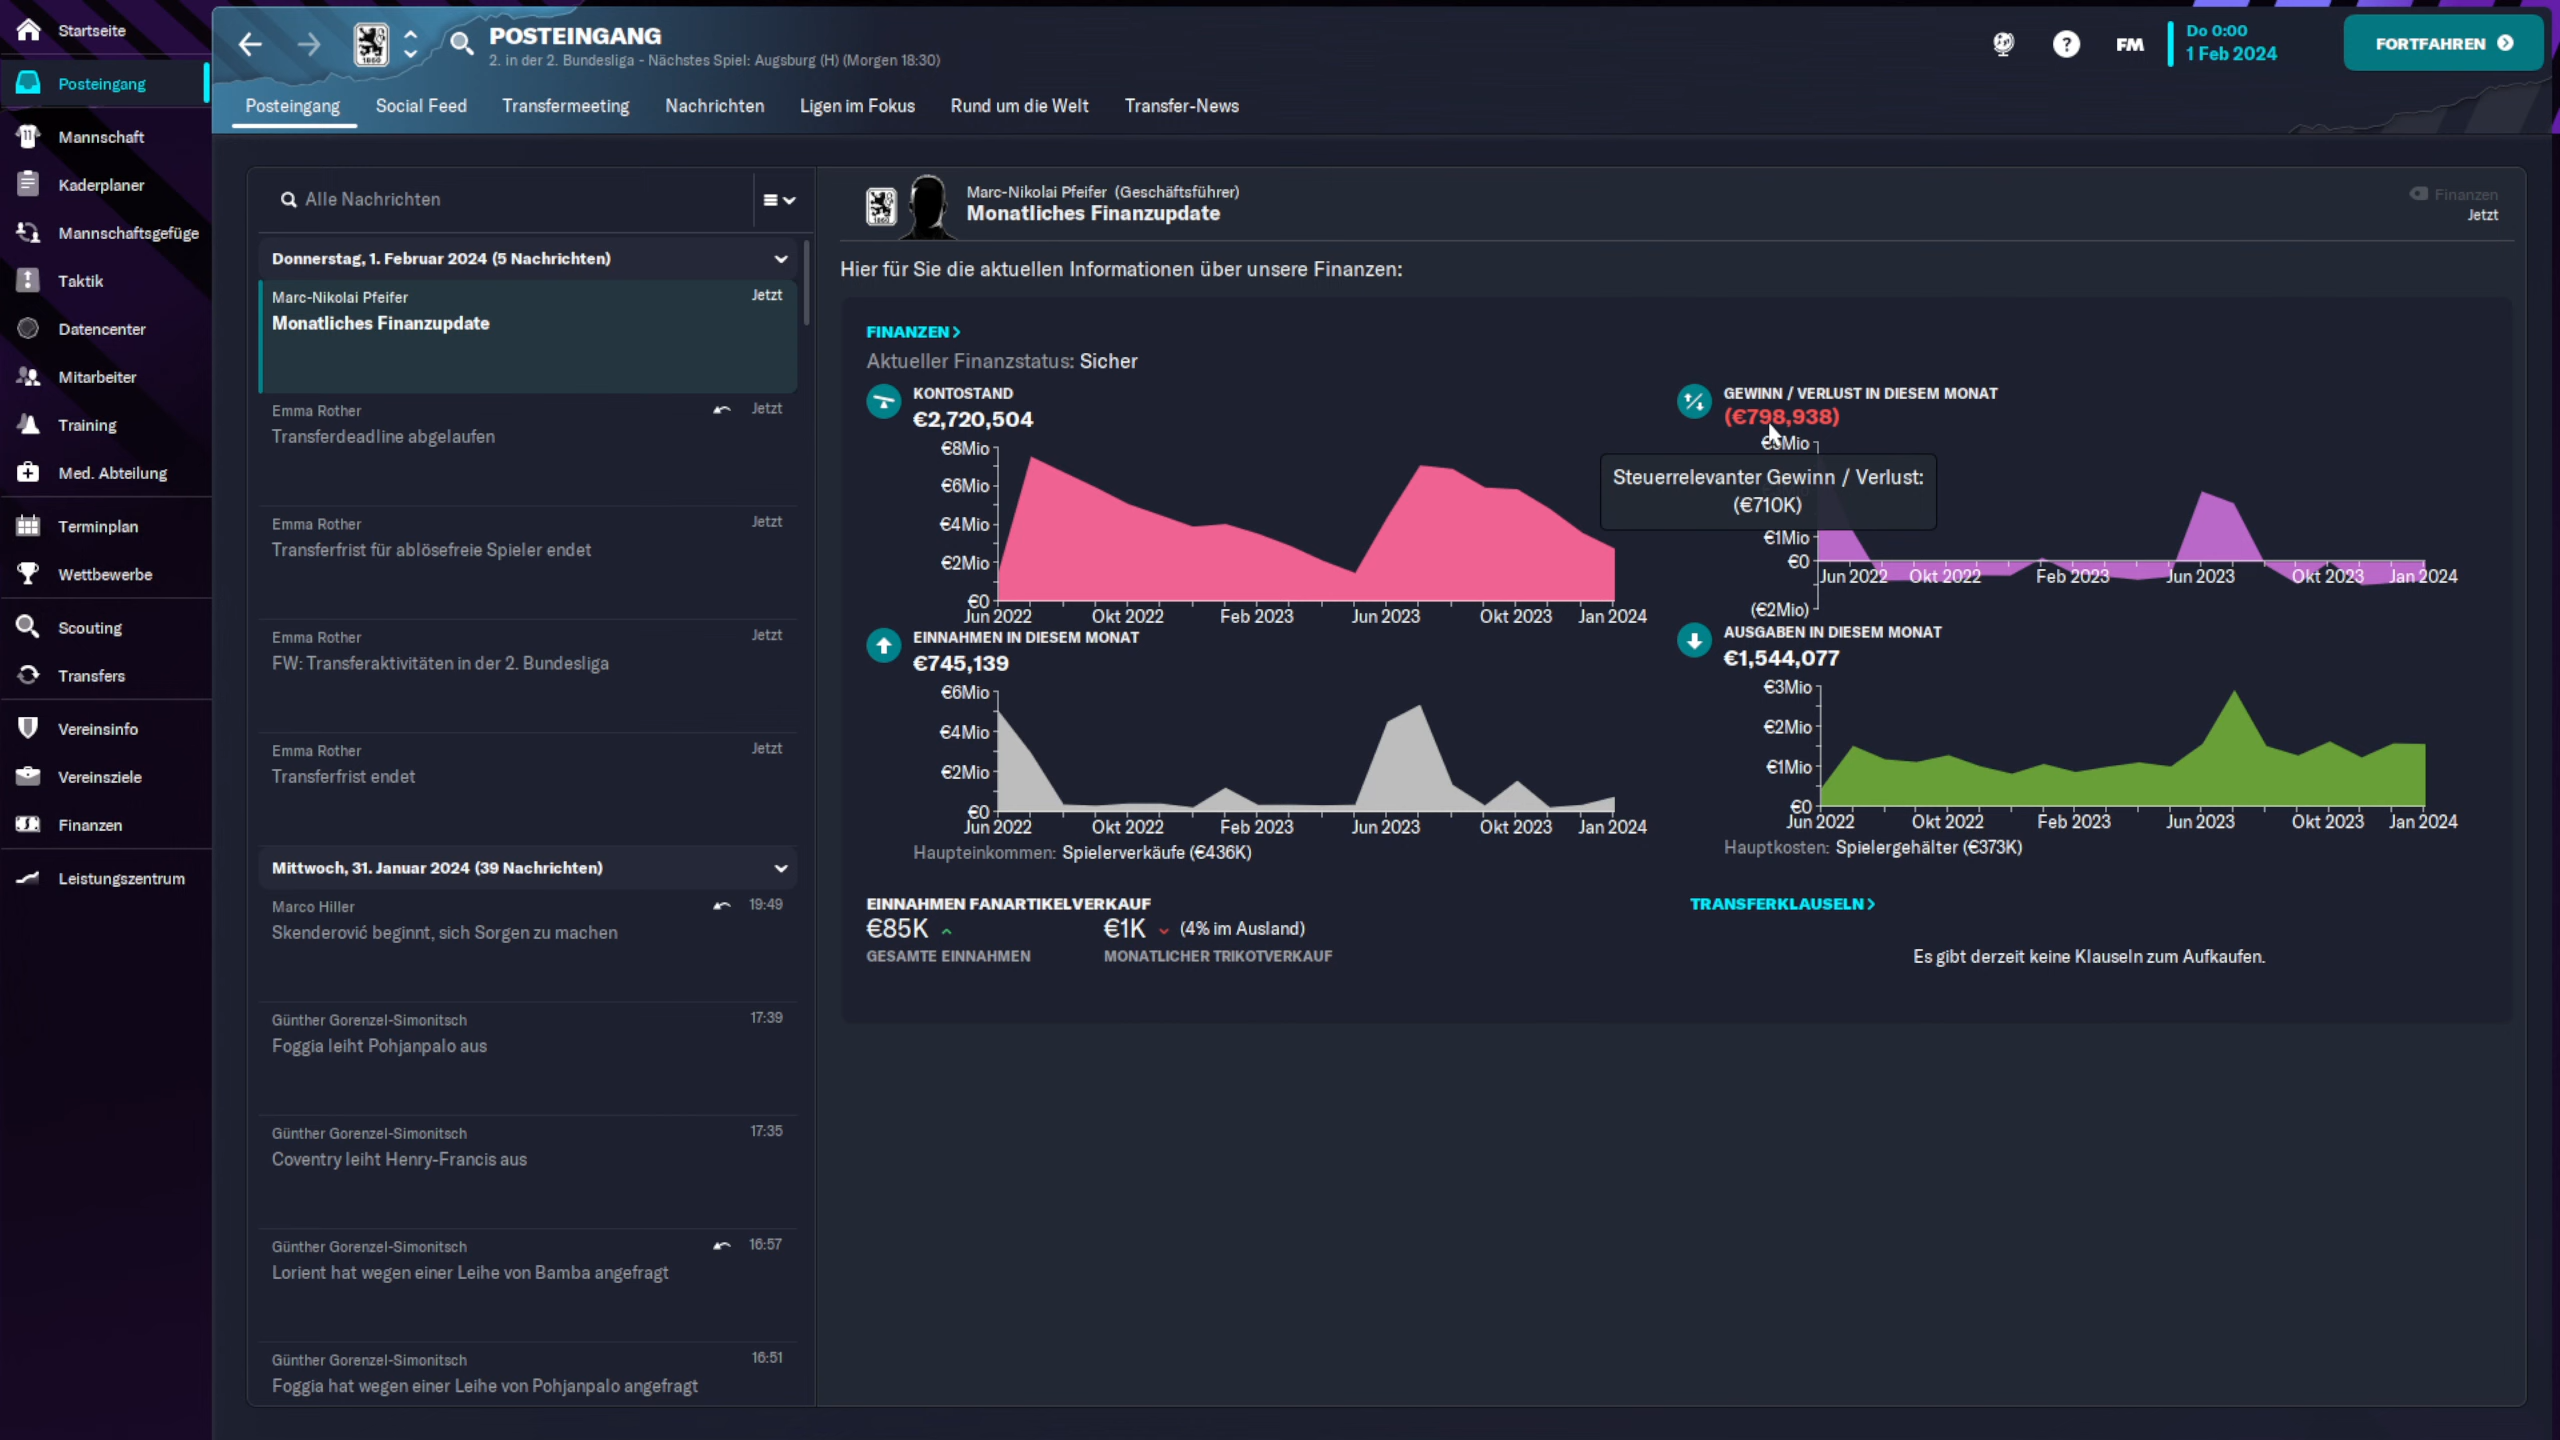 Startseite
Posteingang
Mannschaft
Kaderplaner
Mannschaftsgefüge
Taktik
Datencenter
Mitarbeiter
Training
Med. Abteilung
Terminplan
Wettbewerbe
Scouting
Transfers
Vereinsinfo
Vereinsziele
Finanzen
Leistungszentrum
POSTEINGANG
2. in der 2. Bundesliga - Nächstes Spiel: Augsburg (H) (Morgen 18:30)
FM
Do 0:00
1 Feb 2024
FORTFAHREN
Posteingang Social Feed Transfermeeting Nachrichten Ligen im Fokus Rund um die Welt Transfer-News
Alle Nachrichten
Donnerstag, 1. Februar 2024 (5 Nachrichten)
Marc-Nikolai Pfeifer Jetzt
Monatliches Finanzupdate
Emma Rother Jetzt
Transferdeadline abgelaufen
Emma Rother Jetzt
Transferfrist für ablösefreie Spieler endet
Emma Rother Jetzt
FW: Transferaktivitäten in der 2. Bundesliga
Emma Rother Jetzt
Transferfrist endet
Mittwoch, 31. Januar 2024 (39 Nachrichten)
Marco Hiller 19:49
Skenderović beginnt, sich Sorgen zu machen
Günther Gorenzel-Simonitsch 17:39
Foggia leiht Pohjanpalo aus
Günther Gorenzel-Simonitsch 17:35
Coventry leiht Henry-Francis aus
Günther Gorenzel-Simonitsch 16:57
Lorient hat wegen einer Leihe von Bamba angefragt
Günther Gorenzel-Simonitsch 16:51
Foggia hat wegen einer Leihe von Pohjanpalo angefragt
Marc-Nikolai Pfeifer (Geschäftsführer)
Monatliches Finanzupdate
Finanzen
Jetzt
Hier für Sie die aktuellen Informationen über unsere Finanzen:
FINANZEN
Aktueller Finanzstatus: Sicher
KONTOSTAND
€2,720,504
€8Mio
€6Mio
€4Mio
€2Mio
€0
Jun 2022 Okt 2022 Feb 2023 Jun 2023 Okt 2023 Jan 2024
GEWINN / VERLUST IN DIESEM MONAT
(€798,938)
Steuerrelevanter Gewinn / Verlust:
(€710K)
€1Mio
€0
Jun 2022 Okt 2022 Feb 2023 Jun 2023 Okt 2023 Jan 2024
(€2Mio)
EINNAHMEN IN DIESEM MONAT
€745,139
€6Mio
€4Mio
€2Mio
€0
Jun 2022 Okt 2022 Feb 2023 Jun 2023 Okt 2023 Jan 2024
Haupteinkommen: Spielerverkäufe (€436K)
AUSGABEN IN DIESEM MONAT
€1,544,077
€3Mio
€2Mio
€1Mio
€0
Jun 2022 Okt 2022 Feb 2023 Jun 2023 Okt 2023 Jan 2024
Hauptkosten: Spielergehälter (€373K)
EINNAHMEN FANARTIKELVERKAUF
€85K €1K (4% im Ausland)
GESAMTE EINNAHMEN MONATLICHER TRIKOTVERKAUF
TRANSFERKLAUSELN
Es gibt derzeit keine Klauseln zum Aufkaufen.